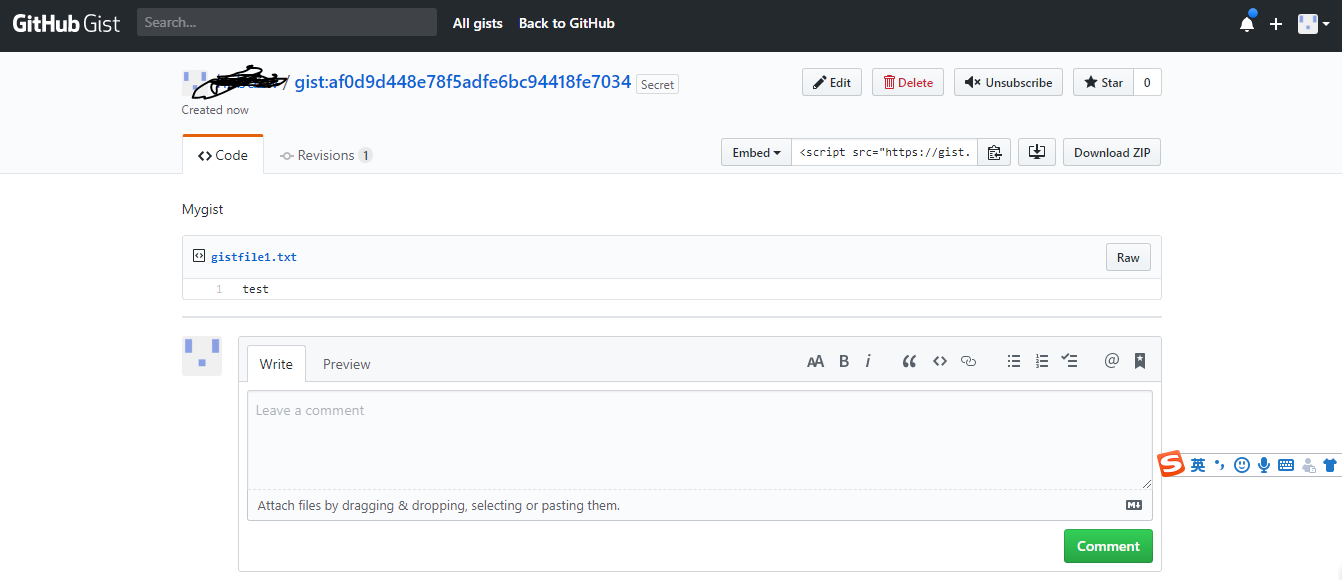 GitHub Gist Search... All gists Back to GitHub
/ gist:af0d9d448e78f5adfe6bc94418fe7034 Secret Edit Delete Unsubscribe Star 0
Created now
<> Code Revisions 1 Embed <script src="https://gist. Download ZIP
Mygist
gistfile1.txt Raw
1 test
Write Preview AA B i “ <> @
Leave a comment
S 英
Attach files by dragging & dropping, selecting or pasting them. M↓
Comment